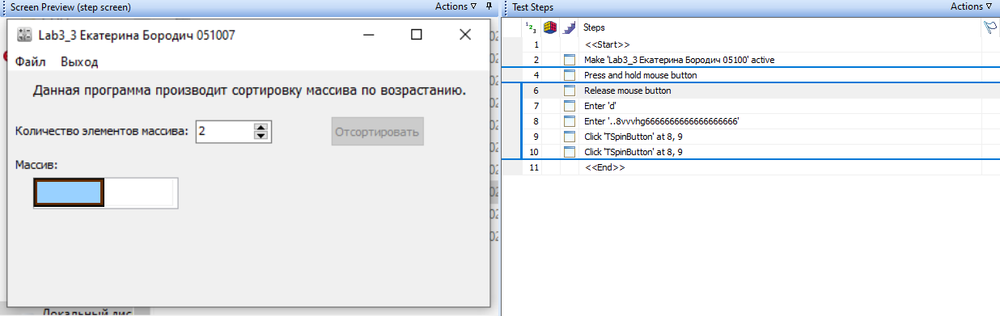 Screen Preview (step screen)
Actions
Lab3_3 Екатерина Бородич 051007
Файл Выход
Данная программа производит сортировку массива по возрастанию.
Количество элементов массива: 2
Отсортировать
Массив:
Локальный дис
Test Steps
Actions
Steps
1 <<Start>>
2 Make 'Lab3_3 Екатерина Бородич 05100' active
4 Press and hold mouse button
6 Release mouse button
7 Enter 'd'
8 Enter '..8vvvhg6666666666666666666'
9 Click 'TSpinButton' at 8, 9
10 Click 'TSpinButton' at 8, 9
11 <<End>>